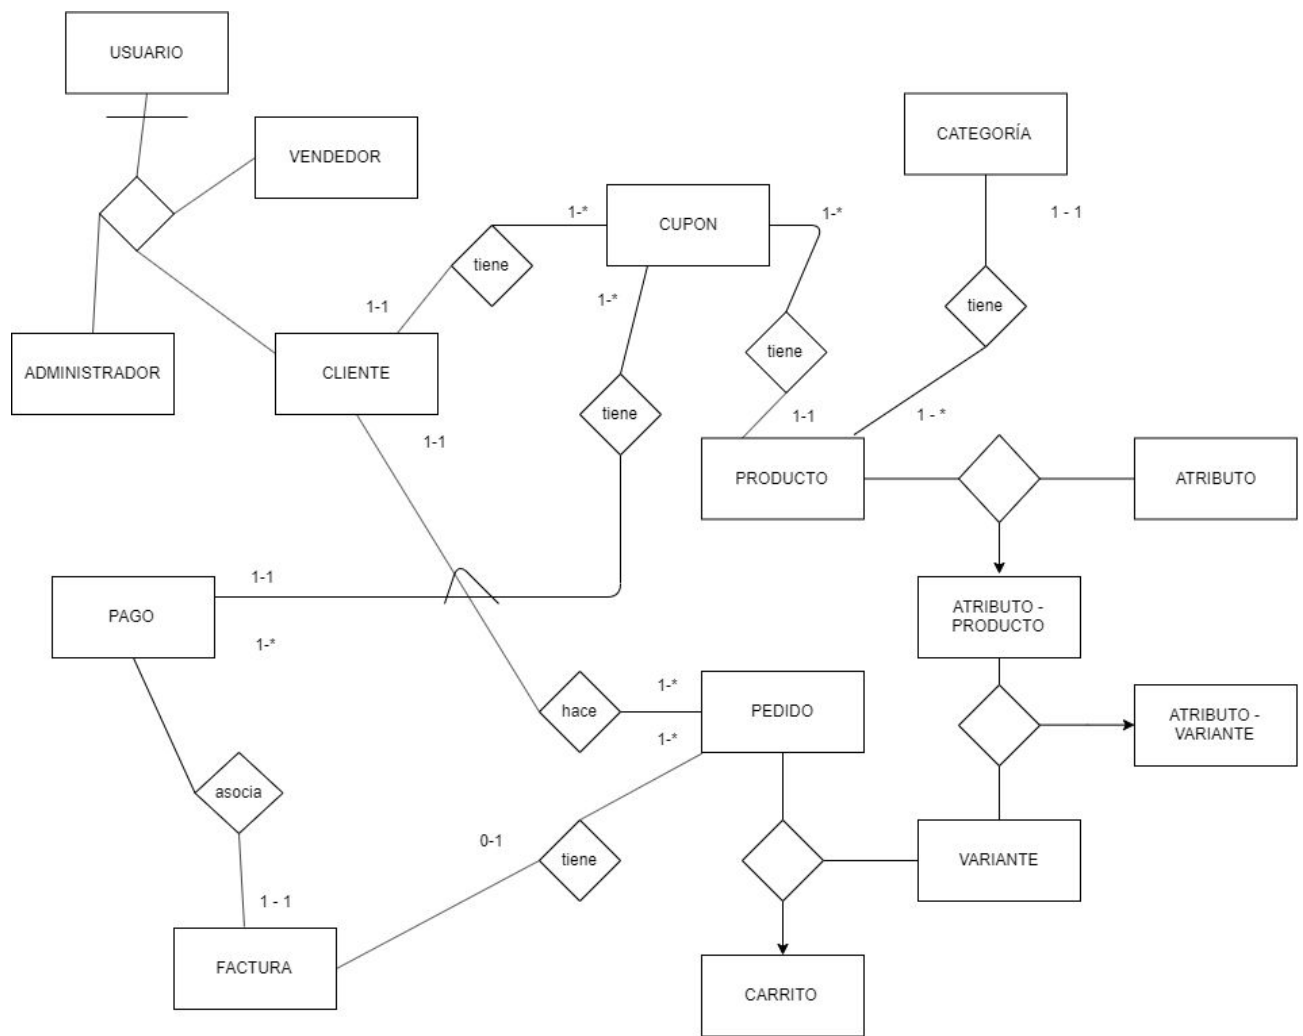 USUARIO
VENDEDOR
CATEGORÍA
1-*
CUPON
1-*
1 - 1
tiene
1-1
1-*
tiene
ADMINISTRADOR
CLIENTE
tiene
tiene
1-1
1-1
1 - *
PRODUCTO
ATRIBUTO
1-1
PAGO
1-*
ATRIBUTO -
PRODUCTO
hace
1-*
PEDIDO
1-*
ATRIBUTO -
VARIANTE
asocia
0-1
tiene
VARIANTE
1 - 1
FACTURA
CARRITO